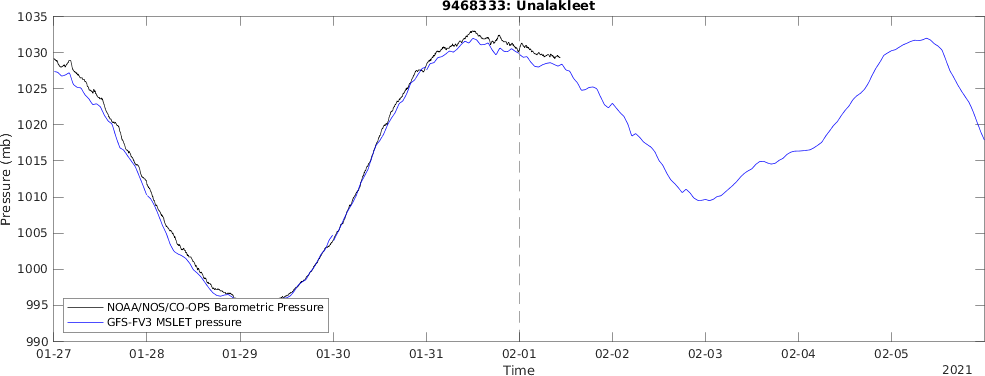 9468333: Unalakleet
1035
1030
1025
1020
1015
1010
1005
1000
995
990
Pressure (mb)
NOAA/NOS/CO-OPS Barometric Pressure
GFS-FV3 MSLET pressure
01-27 01-28 01-29 01-30 01-31 02-01 02-02 02-03 02-04 02-05
Time
2021